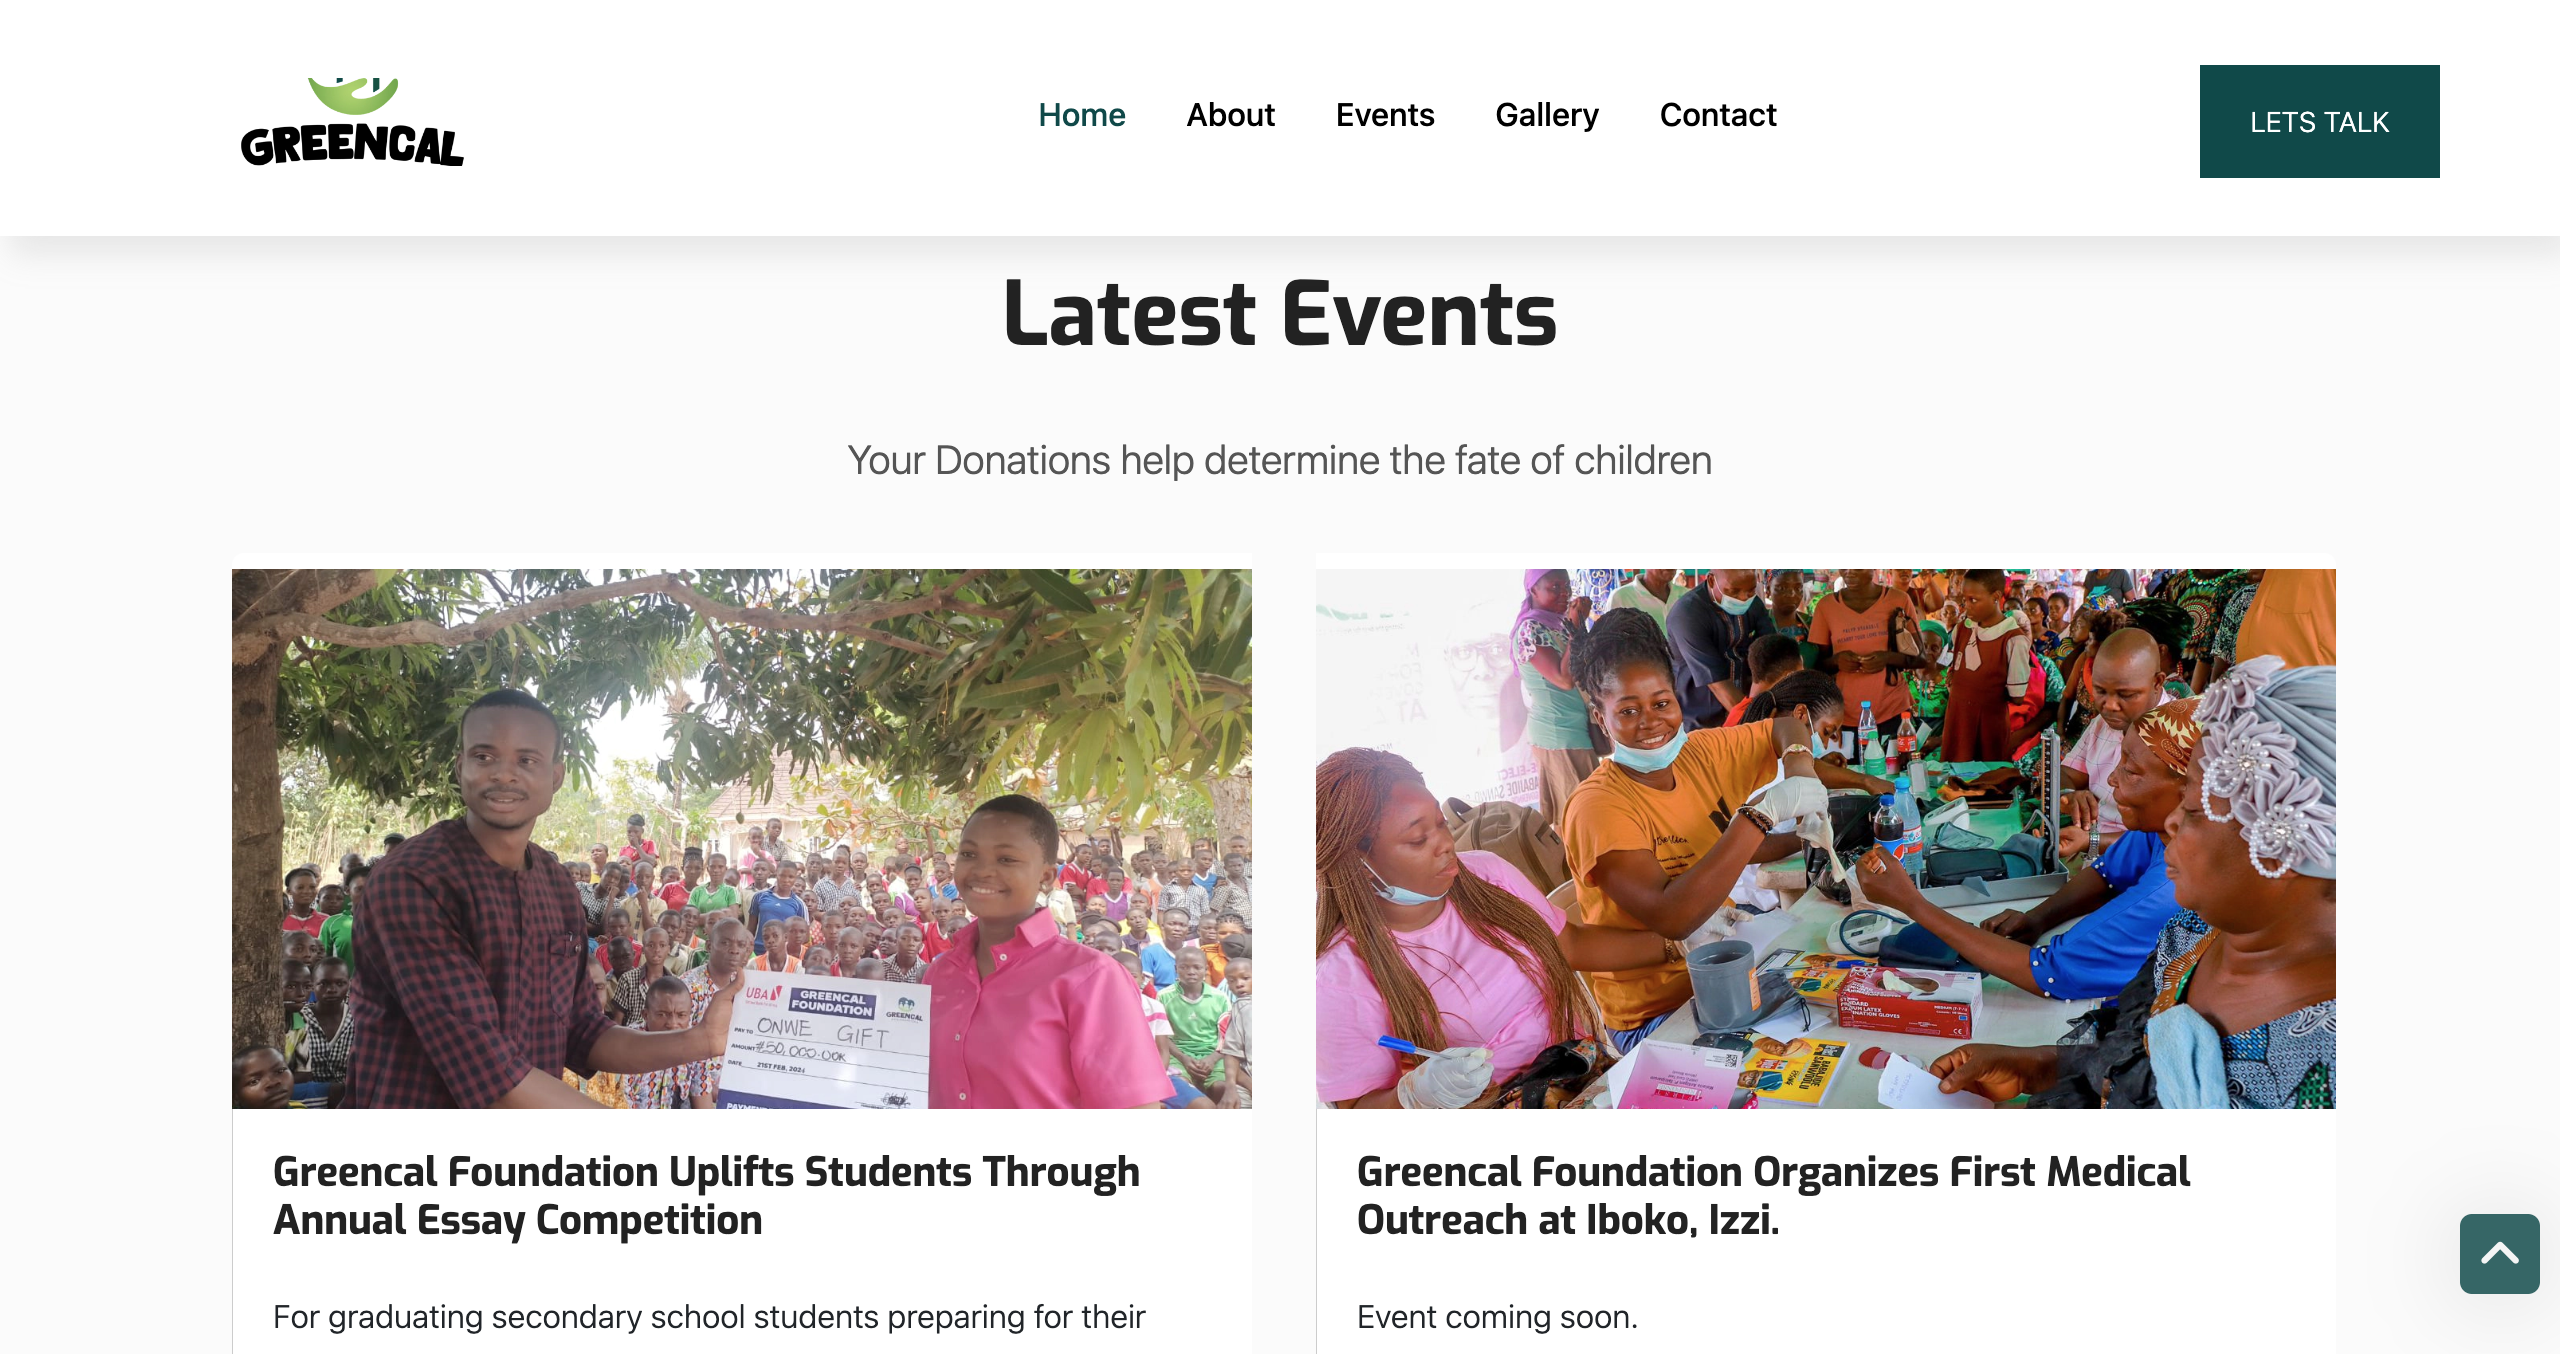 GREENCAL
Home
About
Events
Gallery
Contact
LETS TALK
Latest Events
Your Donations help determine the fate of children
UBA
GREENCAL
FOUNDATION
GREENCAL
PAY TO ONWE GIFT
AMOUNT #50,000.00K
DATE 21ST FEB, 2024
Greencal Foundation Uplifts Students Through
Annual Essay Competition
For graduating secondary school students preparing for their
Greencal Foundation Organizes First Medical
Outreach at Iboko, Izzi.
Event coming soon.